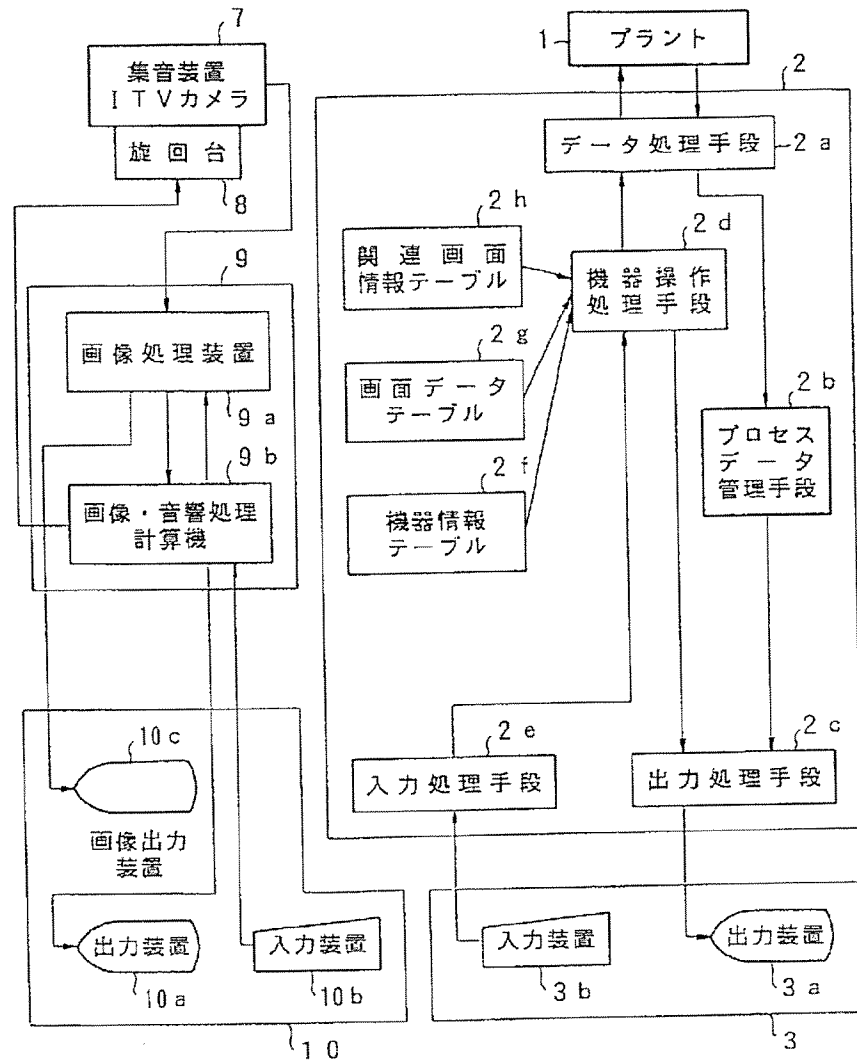 7
集音装置
ITVカメラ
旋回台
8
9
画像処理装置
9a
9b
画像・音響処理
計算機
10c
画像出力
装置
出力装置
10a
入力装置
10b
10
1
プラント
2
データ処理手段
2a
2h
関連画面
情報テーブル
2d
機器操作
処理手段
2g
画面データ
テーブル
2b
プロセス
データ
管理手段
2f
機器情報
テーブル
2e
入力処理手段
2c
出力処理手段
入力装置
3b
出力装置
3a
3